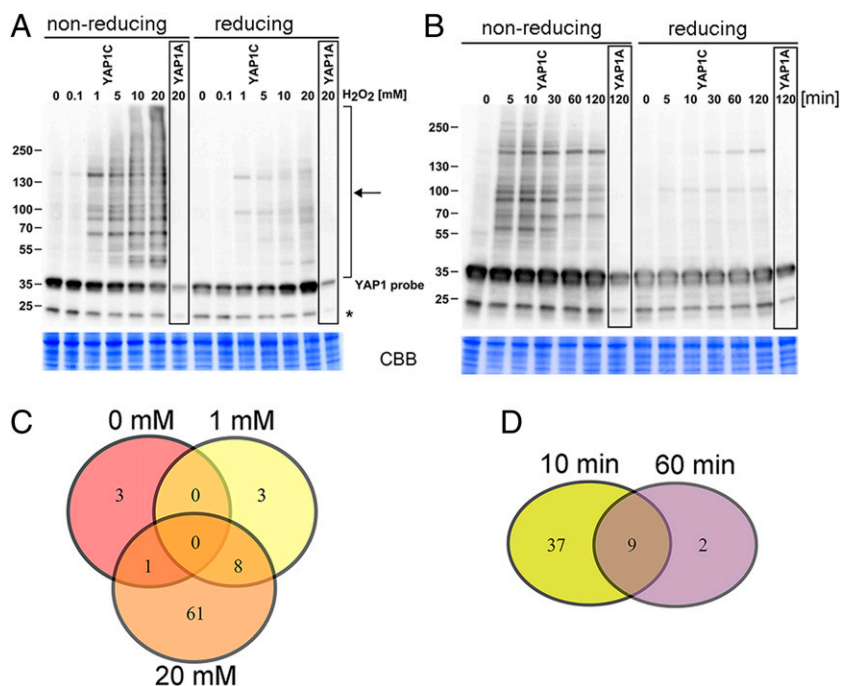 A
non-reducing
reducing
YAP1C
YAP1A
YAP1C
YAP1A
0 0.1 1 5 10 20 20
0 0.1 1 5 10 20 20
H2O2 [mM]
250
130
100
70
55
35
25
YAP1 probe
*
CBB
B
non-reducing
reducing
YAP1C
YAP1A
YAP1C
YAP1A
0 5 10 30 60 120 120
0 5 10 30 60 120 120
[min]
250
130
100
70
55
35
25
C
0 mM
1 mM
3
0
3
0
1
8
61
20 mM
D
10 min
60 min
37
9
2